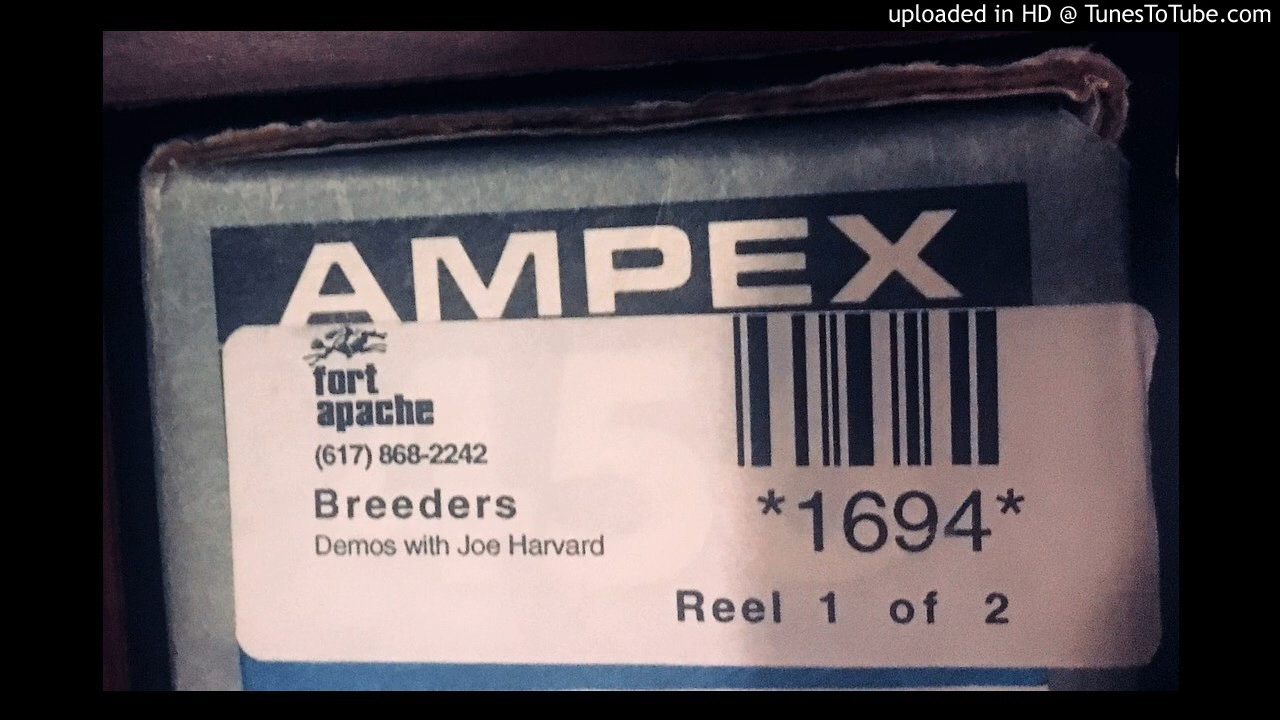 uploaded in HD @ TunesToTube.com
AMPEX
fort
apache
(617) 868-2242
Breeders
Demos with Joe Harvard
*1694*
Reel 1 of 2